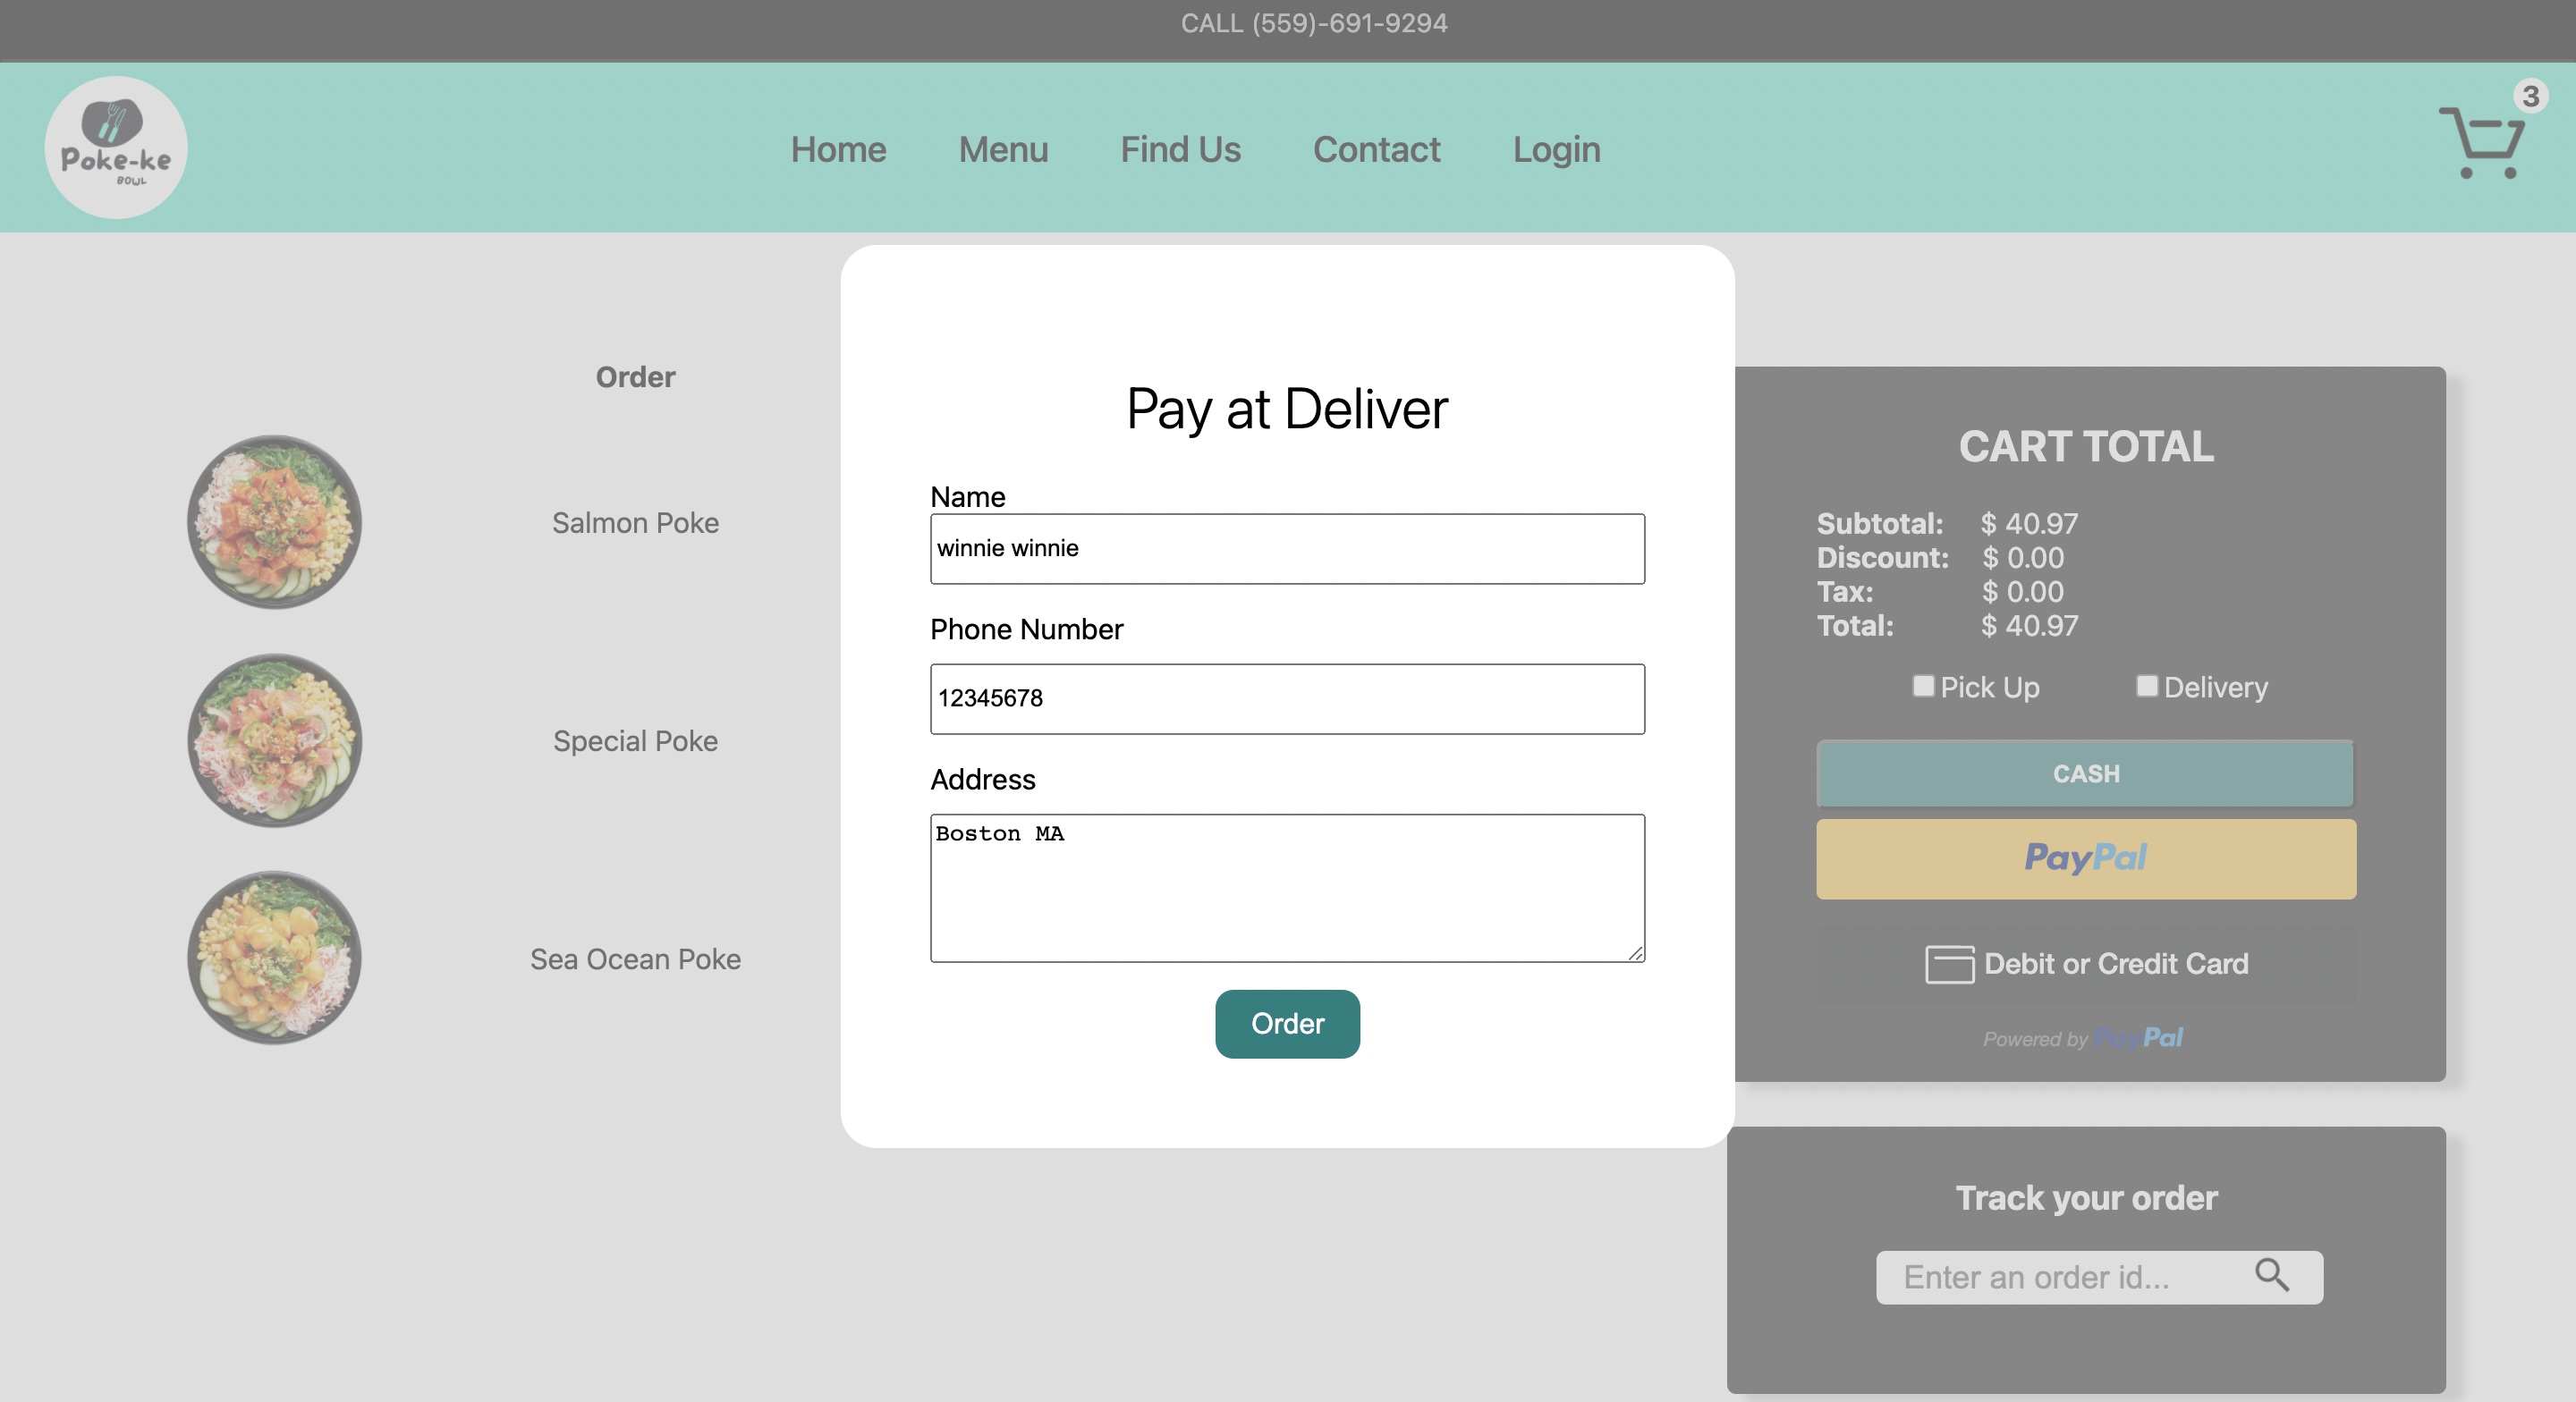 CALL (559)-691-9294
Poke-ke
BOWL
Home Menu Find Us Contact Login
3
Order
Salmon Poke
Special Poke
Sea Ocean Poke
Pay at Deliver
Name
winnie winnie
Phone Number
12345678
Address
Boston MA
Order
CART TOTAL
Subtotal: $ 40.97
Discount: $ 0.00
Tax: $ 0.00
Total: $ 40.97
Pick Up Delivery
CASH
PayPal
Debit or Credit Card
Powered by PayPal
Track your order
Enter an order id...